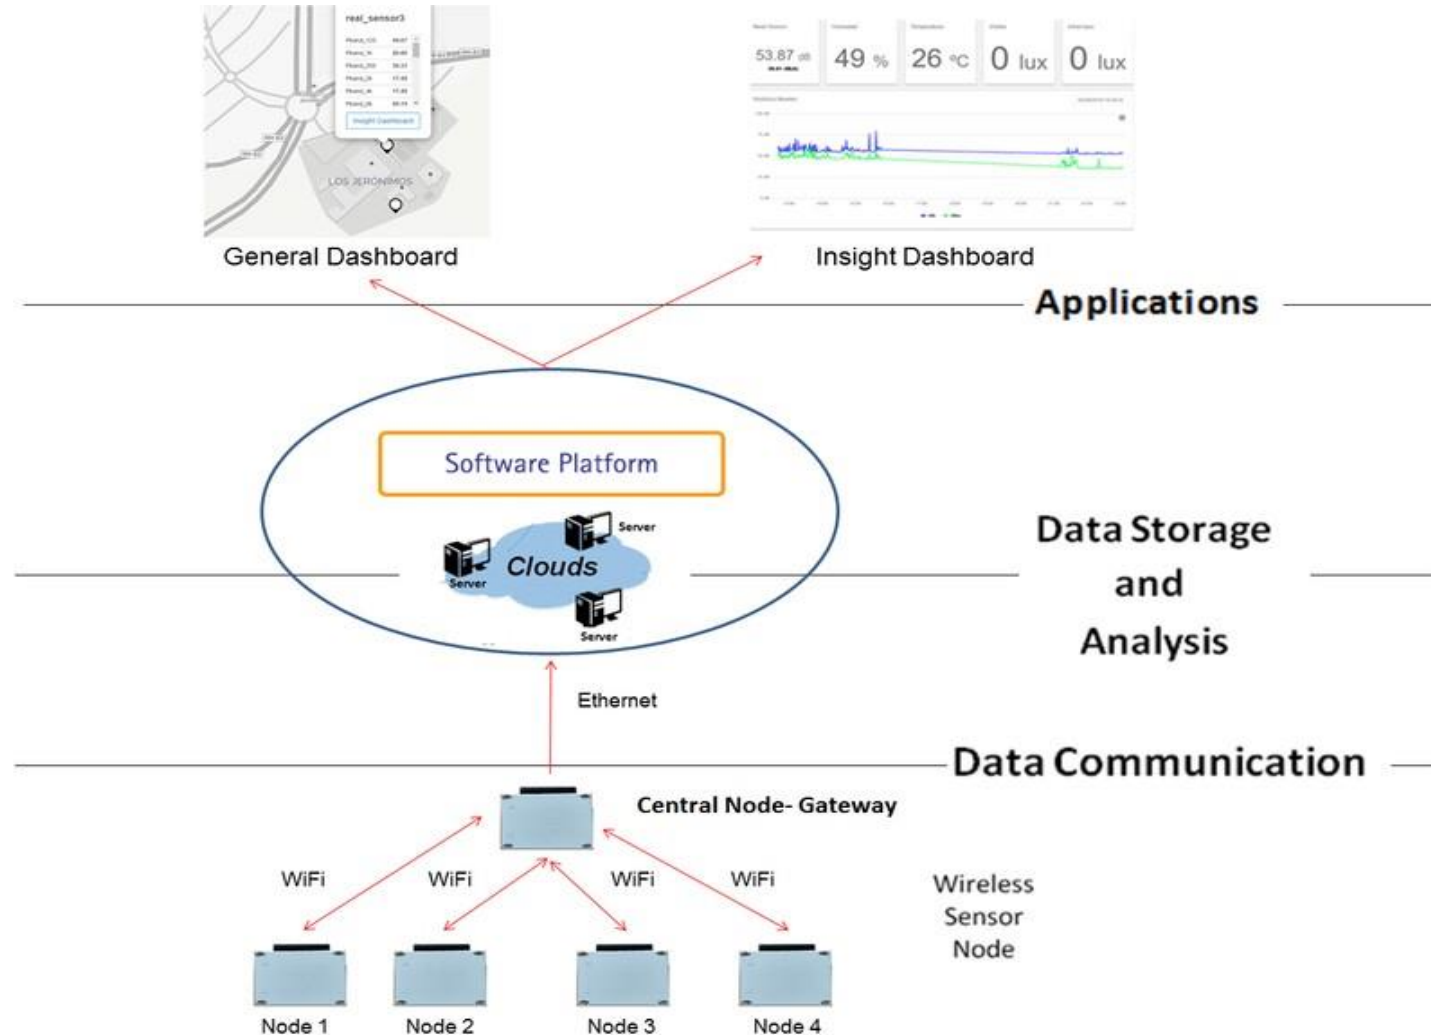 real_sensor3
Insight Dashboard
LOS JERONIMOS
53.87 dB
49 %
26 ºC
0 lux
0 lux
General Dashboard
Insight Dashboard
Applications
Software Platform
Server
Clouds
Server
Server
Data Storage
and
Analysis
Ethernet
Data Communication
Central Node- Gateway
WiFi
WiFi
WiFi
WiFi
Wireless
Sensor
Node
Node 1
Node 2
Node 3
Node 4